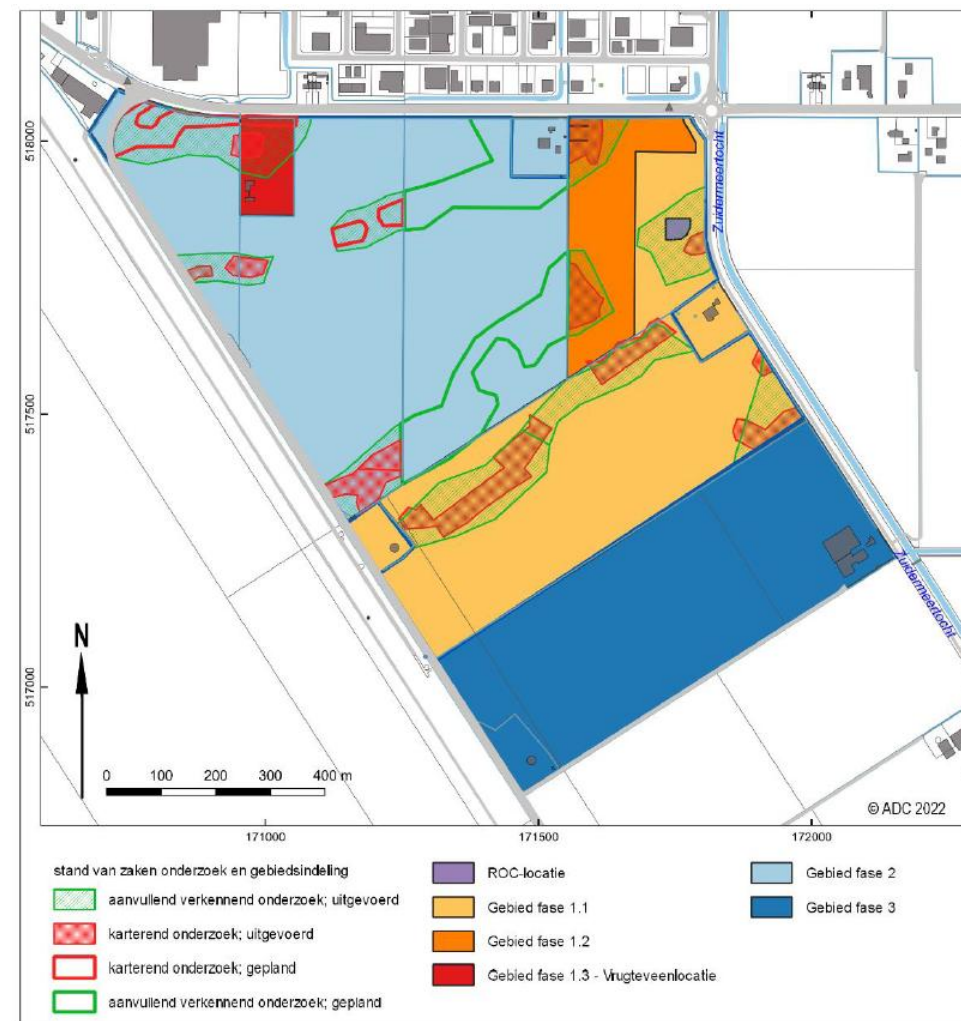 518000
Zuidermeertocht
517500
Zuidermeertocht
517000
N
0 100 200 300 400 m
© ADC 2022
171000 171500 172000
stand van zaken onderzoek en gebiedsindeling
aanvullend verkennend onderzoek; uitgevoerd
karterend onderzoek; uitgevoerd
karterend onderzoek; gepland
aanvullend verkennend onderzoek; gepland
ROC-locatie
Gebied fase 1.1
Gebied fase 1.2
Gebied fase 1.3 - Vrugteveenlocatie
Gebied fase 2
Gebied fase 3